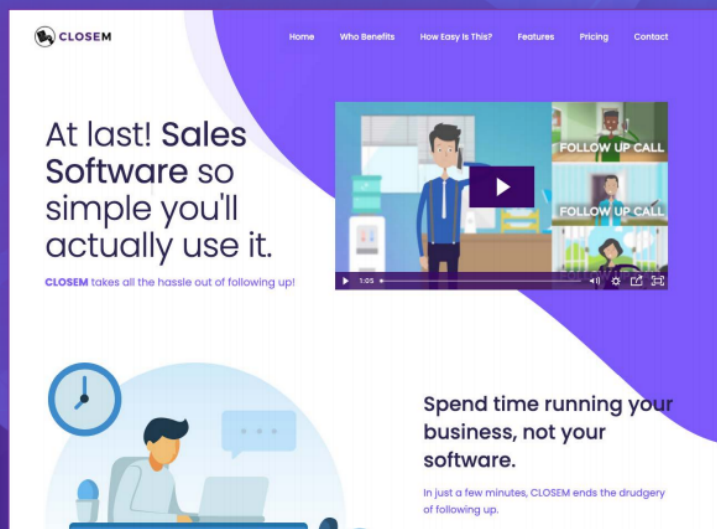 CLOSEM
Home Who Benefits How Easy Is This? Features Pricing Contact
At last! Sales
Software so
simple you'll
actually use it.
CLOSEM takes all the hassle out of following up!
FOLLOW UP CALL
FOLLOW UP CALL
1:05
Spend time running your
business, not your
software.
In just a few minutes, CLOSEM ends the drudgery
of following up.